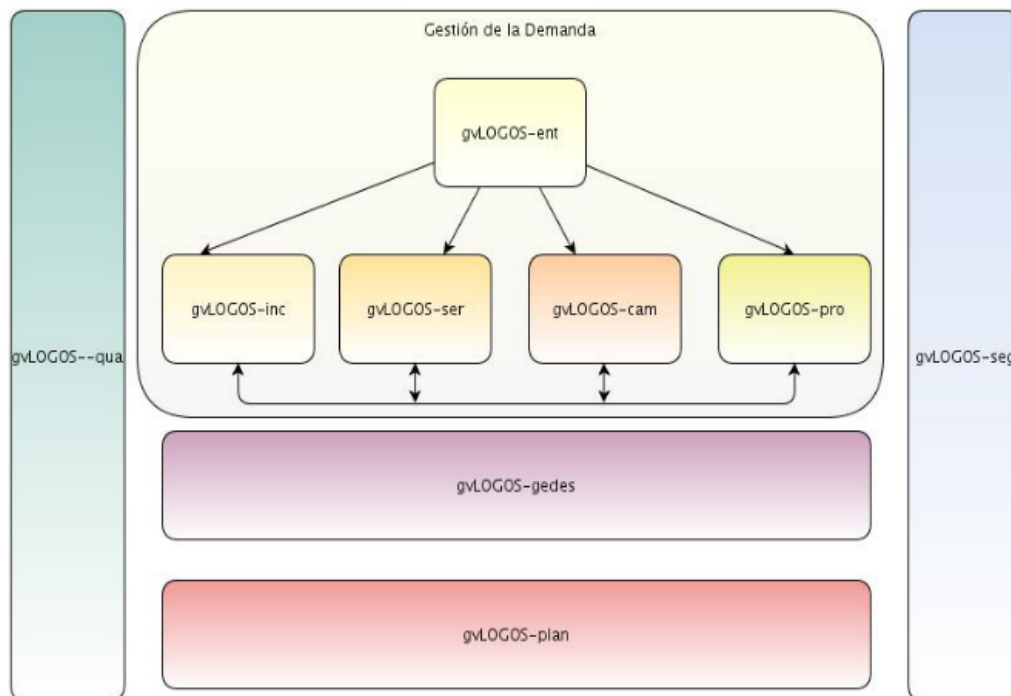 Gestión de la Demanda
gvLOGOS-ent
gvLOGOS-inc
gvLOGOS-ser
gvLOGOS-cam
gvLOGOS-pro
gvLOGOS--qua
gvLOGOS-seg
gvLOGOS-gedes
gvLOGOS-plan